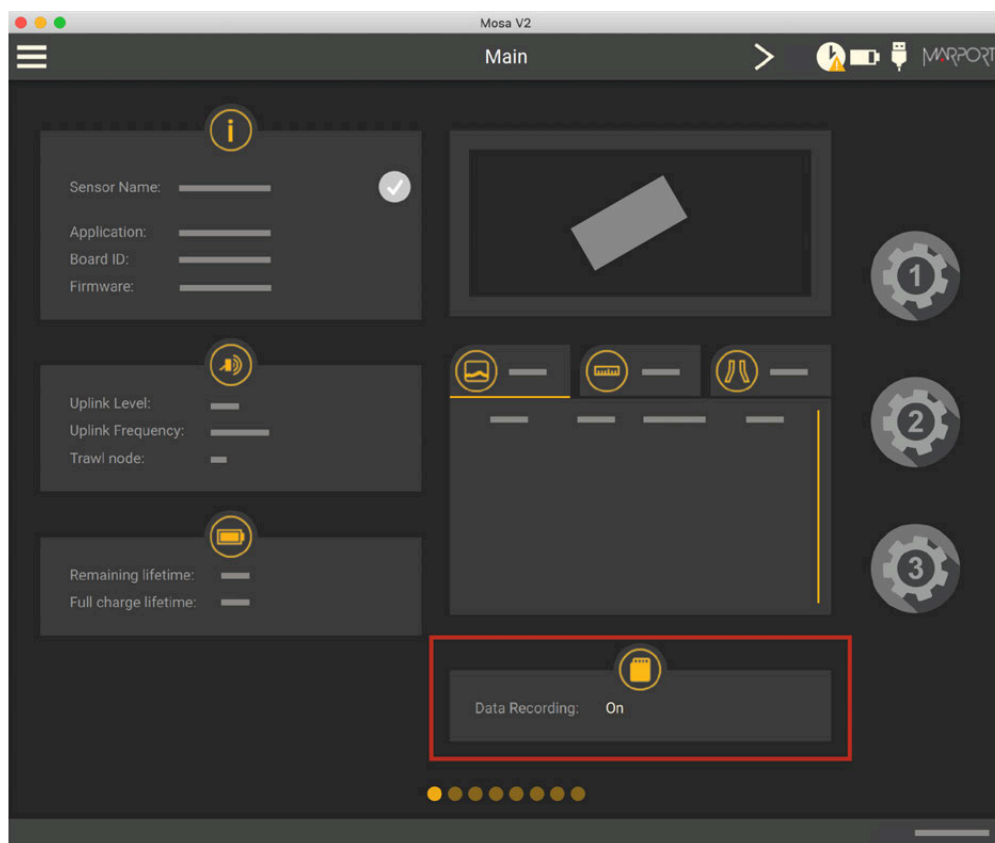 Mosa V2
Main
MARPORT
i
Sensor Name:
Application:
Board ID:
Firmware:
Uplink Level:
Uplink Frequency:
Trawl node:
Remaining lifetime:
Full charge lifetime:
1
2
3
Data Recording: On